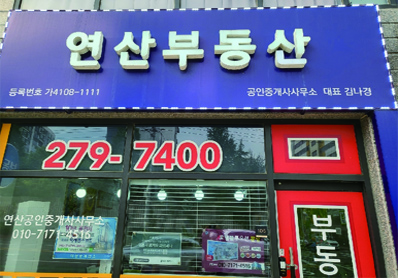 연산부동산
등록번호 가4108-1111
공인중개사사무소 대표 김나경
279-7400
연산공인중개사사무소
010-7171-4516
부동